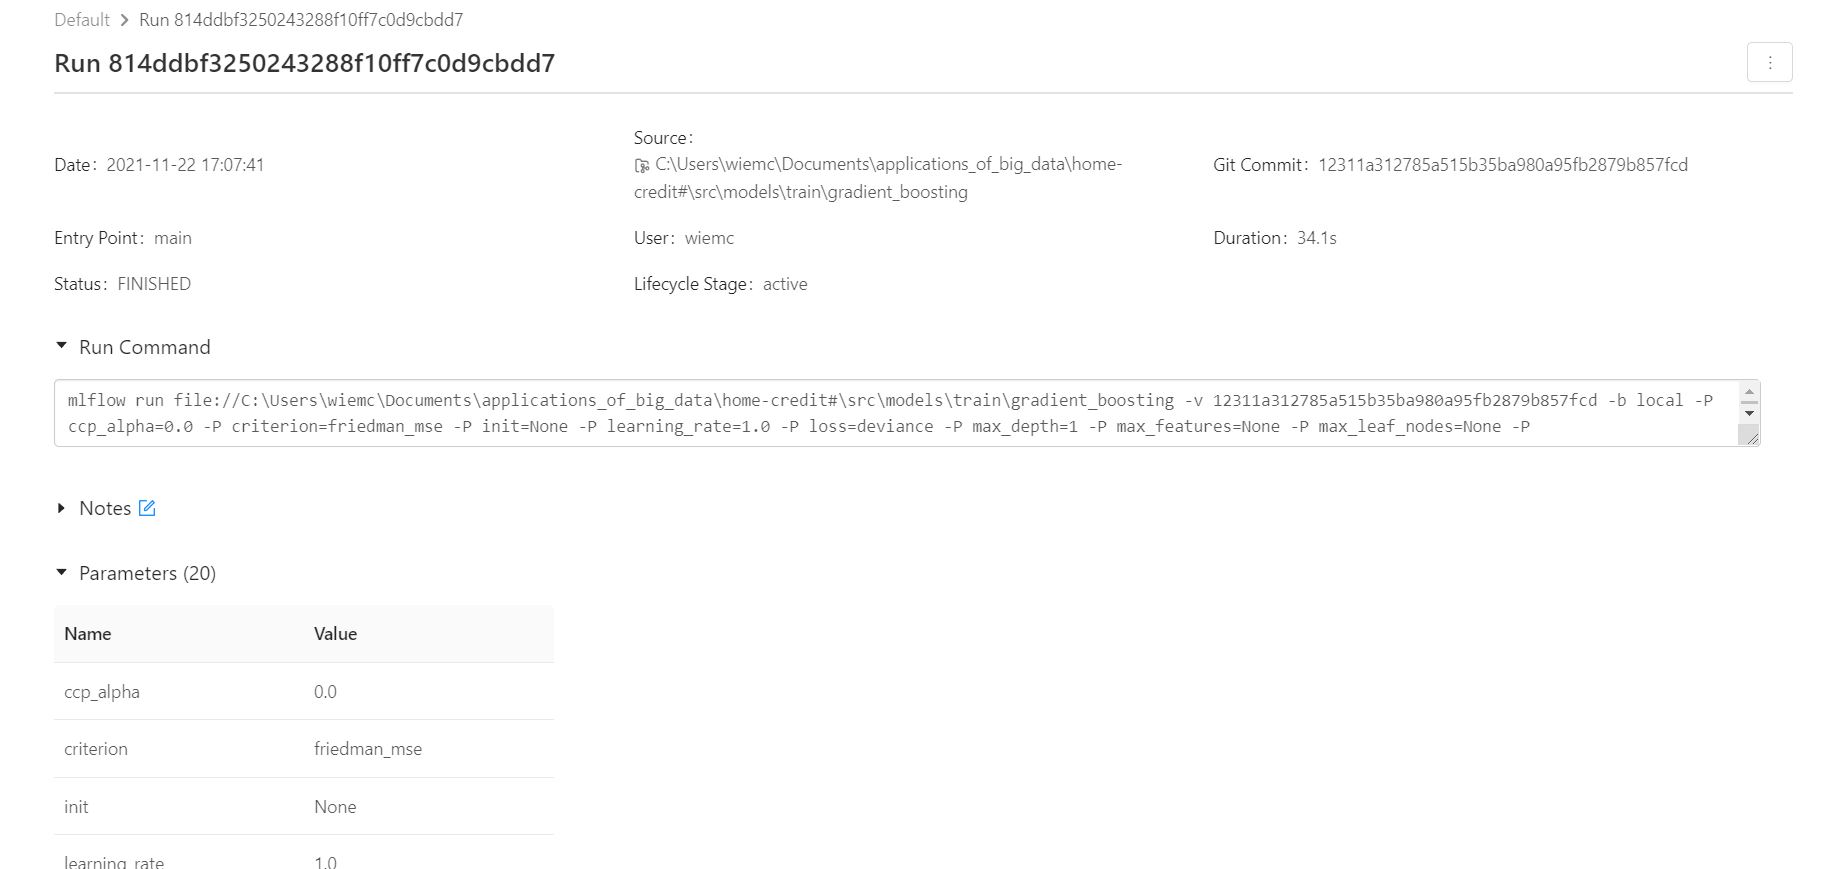 Default > Run 814ddbf3250243288f10ff7c0d9cbdd7
Run 814ddbf3250243288f10ff7c0d9cbdd7
Date: 2021-11-22 17:07:41
Source:
C:\Users\wiemc\Documents\applications_of_big_data\home-
credit#\src\models\train\gradient_boosting
Git Commit: 12311a312785a515b35ba980a95fb2879b857fcd
Entry Point: main
User: wiemc
Duration: 34.1s
Status: FINISHED
Lifecycle Stage: active
Run Command
mlflow run file://C:\Users\wiemc\Documents\applications_of_big_data\home-credit#\src\models\train\gradient_boosting -v 12311a312785a515b35ba980a95fb2879b857fcd -b local -P
ccp_alpha=0.0 -P criterion=friedman_mse -P init=None -P learning_rate=1.0 -P loss=deviance -P max_depth=1 -P max_features=None -P max_leaf_nodes=None -P
Notes
Parameters (20)
Name Value
ccp_alpha 0.0
criterion friedman_mse
init None
learning_rate 1.0